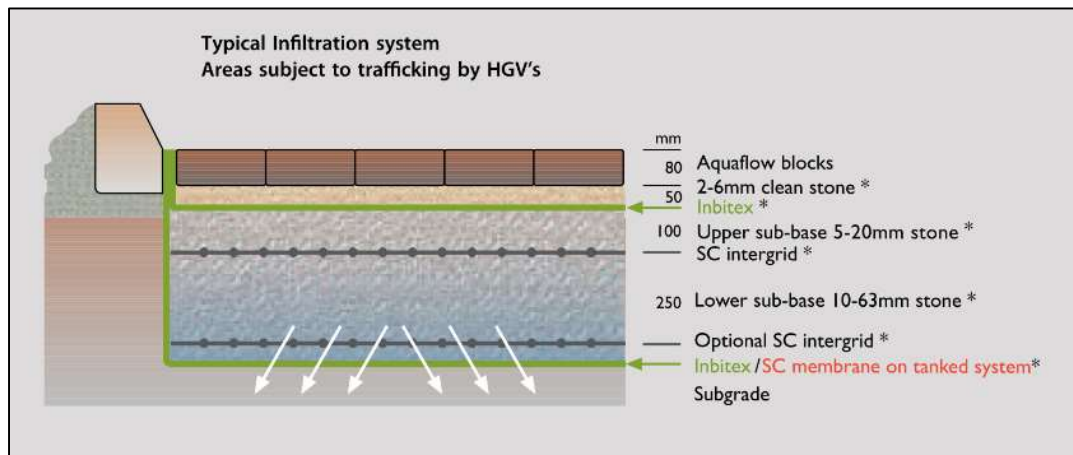 Typical Infiltration system
Areas subject to trafficking by HGV's
mm
80 Aquaflow blocks
2-6mm clean stone *
50
Inbitex *
100 Upper sub-base 5-20mm stone *
SC intergrid *
250 Lower sub-base 10-63mm stone *
Optional SC intergrid *
Inbitex/SC membrane on tanked system*
Subgrade